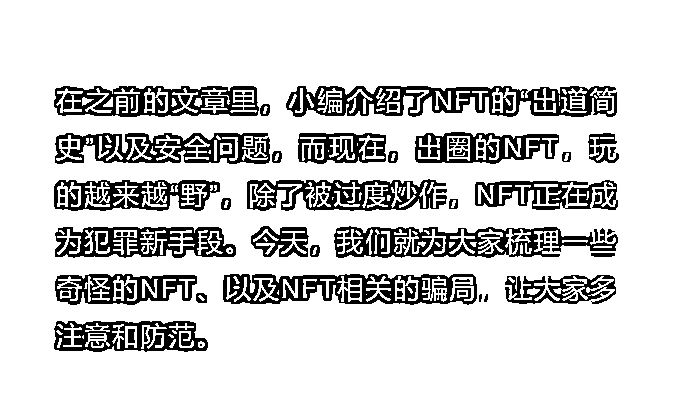 在之前的文章里，小编介绍了NFT的“出道简
史”以及安全问题，而现在，出圈的NFT，玩
的越来越“野”，除了被过度炒作，NFT正在成
为犯罪新手段。今天，我们就为大家梳理一些
奇怪的NFT、以及NFT相关的骗局,，让大家多
注意和防范。